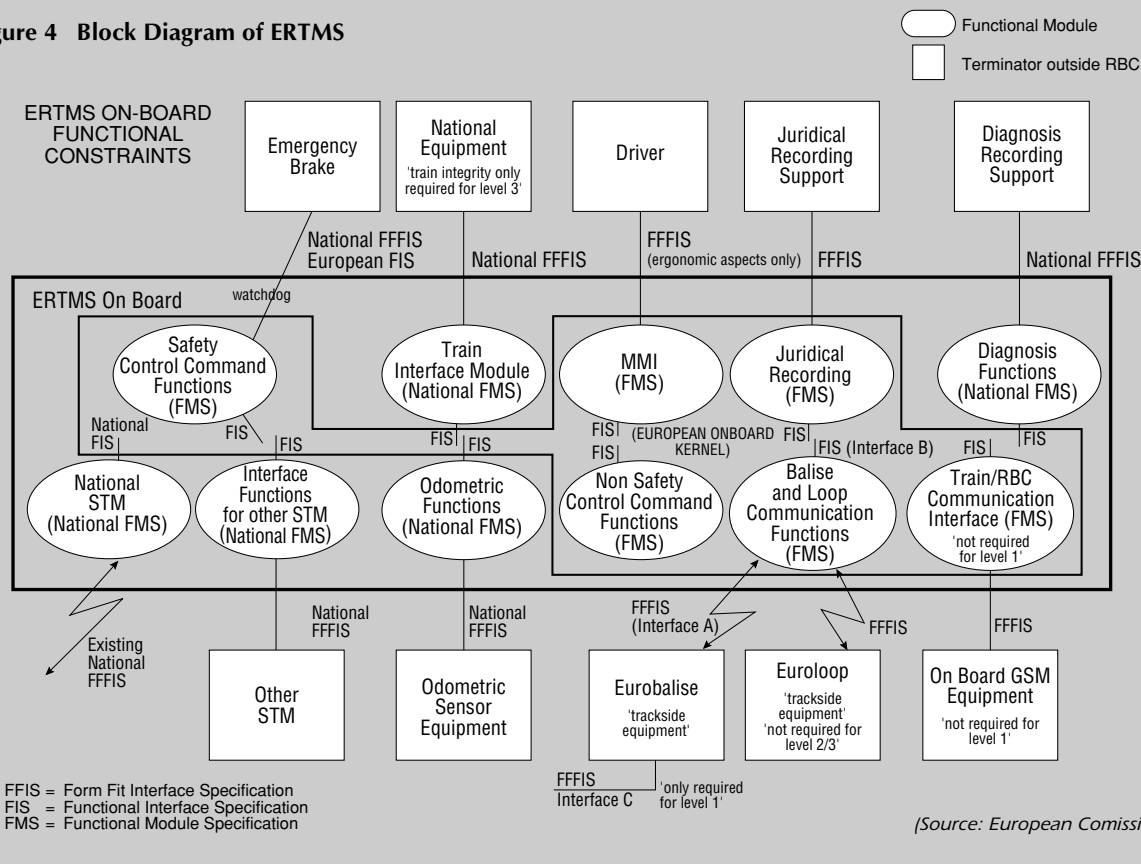 gure 4 Block Diagram of ERTMS
Functional Module
Terminator outside RBC
ERTMS ON-BOARD
FUNCTIONAL
CONSTRAINTS
Emergency
Brake
National
Equipment
'train integrity only
required for level 3'
Driver
Juridical
Recording
Support
Diagnosis
Recording
Support
National FFFIS
European FIS
National FFFIS
FFFIS
(ergonomic aspects only)
FFFIS
National FFFIS
ERTMS On Board
watchdog
Safety
Control Command
Functions
(FMS)
Train
Interface Module
(National FMS)
MMI
(FMS)
Juridical
Recording
(FMS)
Diagnosis
Functions
(National FMS)
National
FIS
FIS
FIS
FIS
FIS
FIS
FIS
(EUROPEAN ONBOARD
KERNEL)
FIS
FIS (Interface B)
FIS
FIS
National
STM
(National FMS)
Interface
Functions
for other STM
(National FMS)
Odometric
Functions
(National FMS)
Non Safety
Control Command
Functions
(FMS)
Balise
and Loop
Communication
Functions
(FMS)
Train/RBC
Communication
Interface (FMS)
'not required
for level 1'
Existing
National
FFFIS
National
FFFIS
National
FFFIS
FFFIS
(Interface A)
FFFIS
FFFIS
Other
STM
Odometric
Sensor
Equipment
Eurobalise
'trackside
equipment'
Euroloop
'trackside
equipment'
'not required for
level 2/3'
On Board GSM
Equipment
'not required for
level 1'
FFFIS
Interface C
'only required
for level 1'
FFIS = Form Fit Interface Specification
FIS = Functional Interface Specification
FMS = Functional Module Specification
(Source: European Comissi